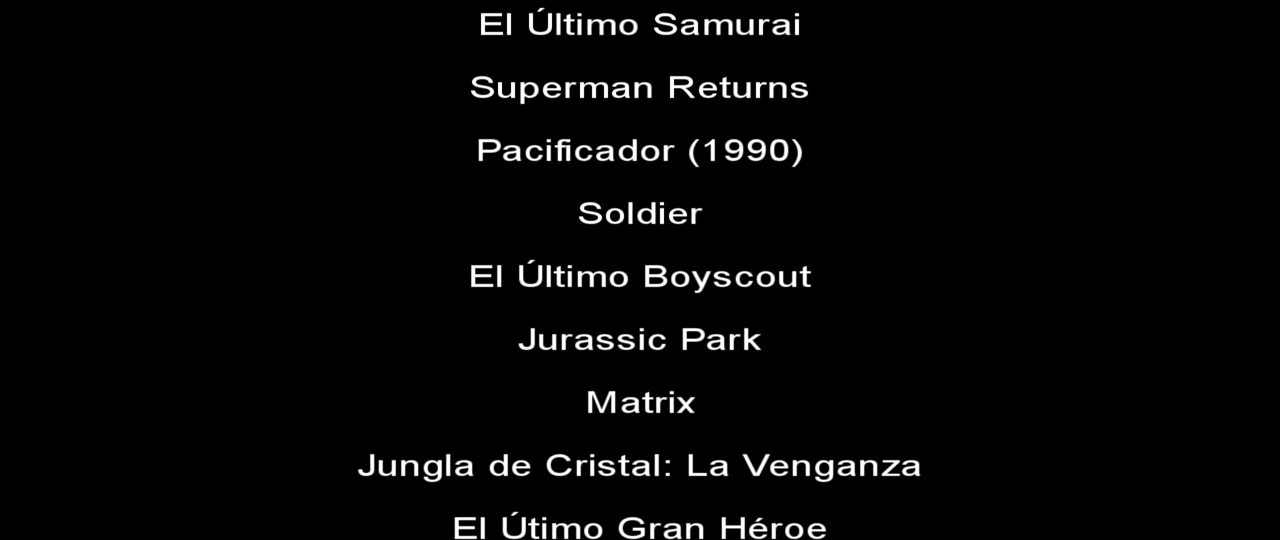 El Último Samurai
Superman Returns
Pacificador (1990)
Soldier
El Último Boyscout
Jurassic Park
Matrix
Jungla de Cristal: La Venganza
El Útimo Gran Héroe